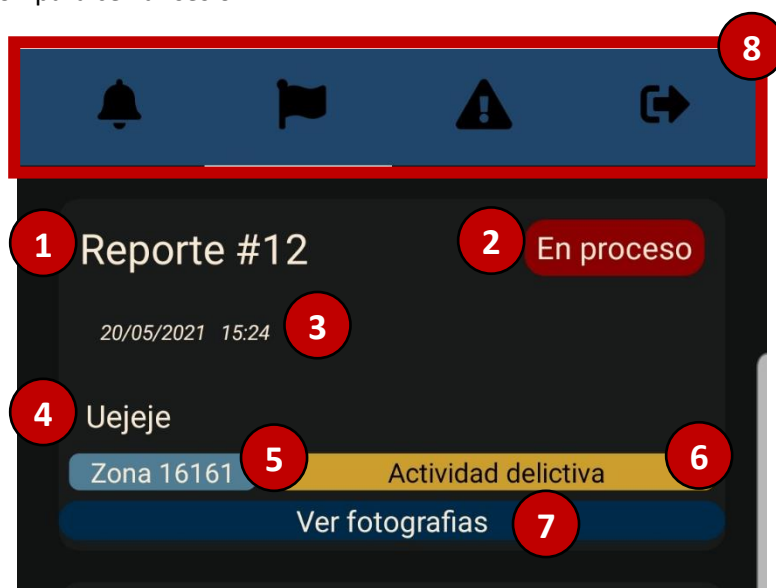 8
1 Reporte #12 2 En proceso
20/05/2021 15:24 3
4 Uejeje
Zona 16161 5 Actividad delictiva 6
Ver fotografias 7